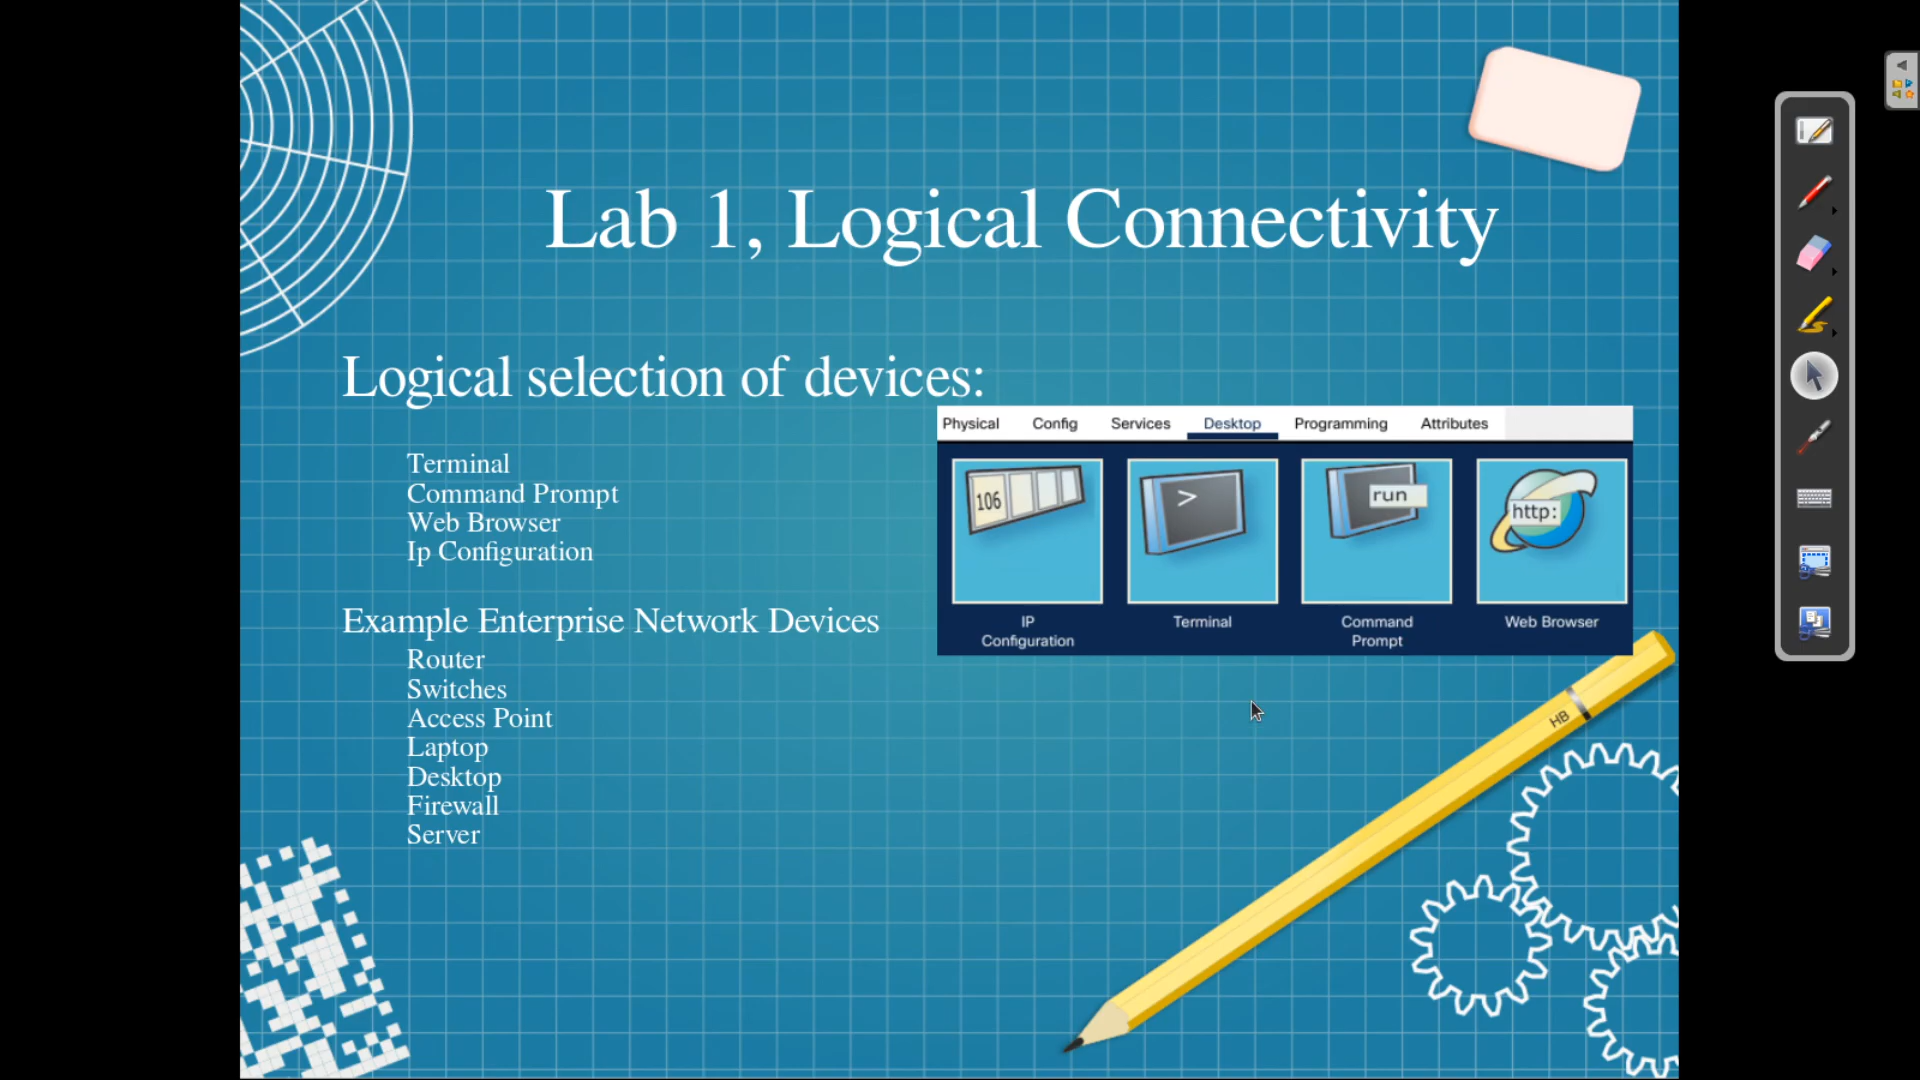 Lab 1, Logical Connectivity
Logical selection of devices:
Terminal
Command Prompt
Web Browser
Ip Configuration
Example Enterprise Network Devices
Router
Switches
Access Point
Laptop
Desktop
Firewall
Server
Physical Config Services Desktop Programming Attributes
106
>
run
http:
IP
Configuration
Terminal
Command
Prompt
Web Browser
HB